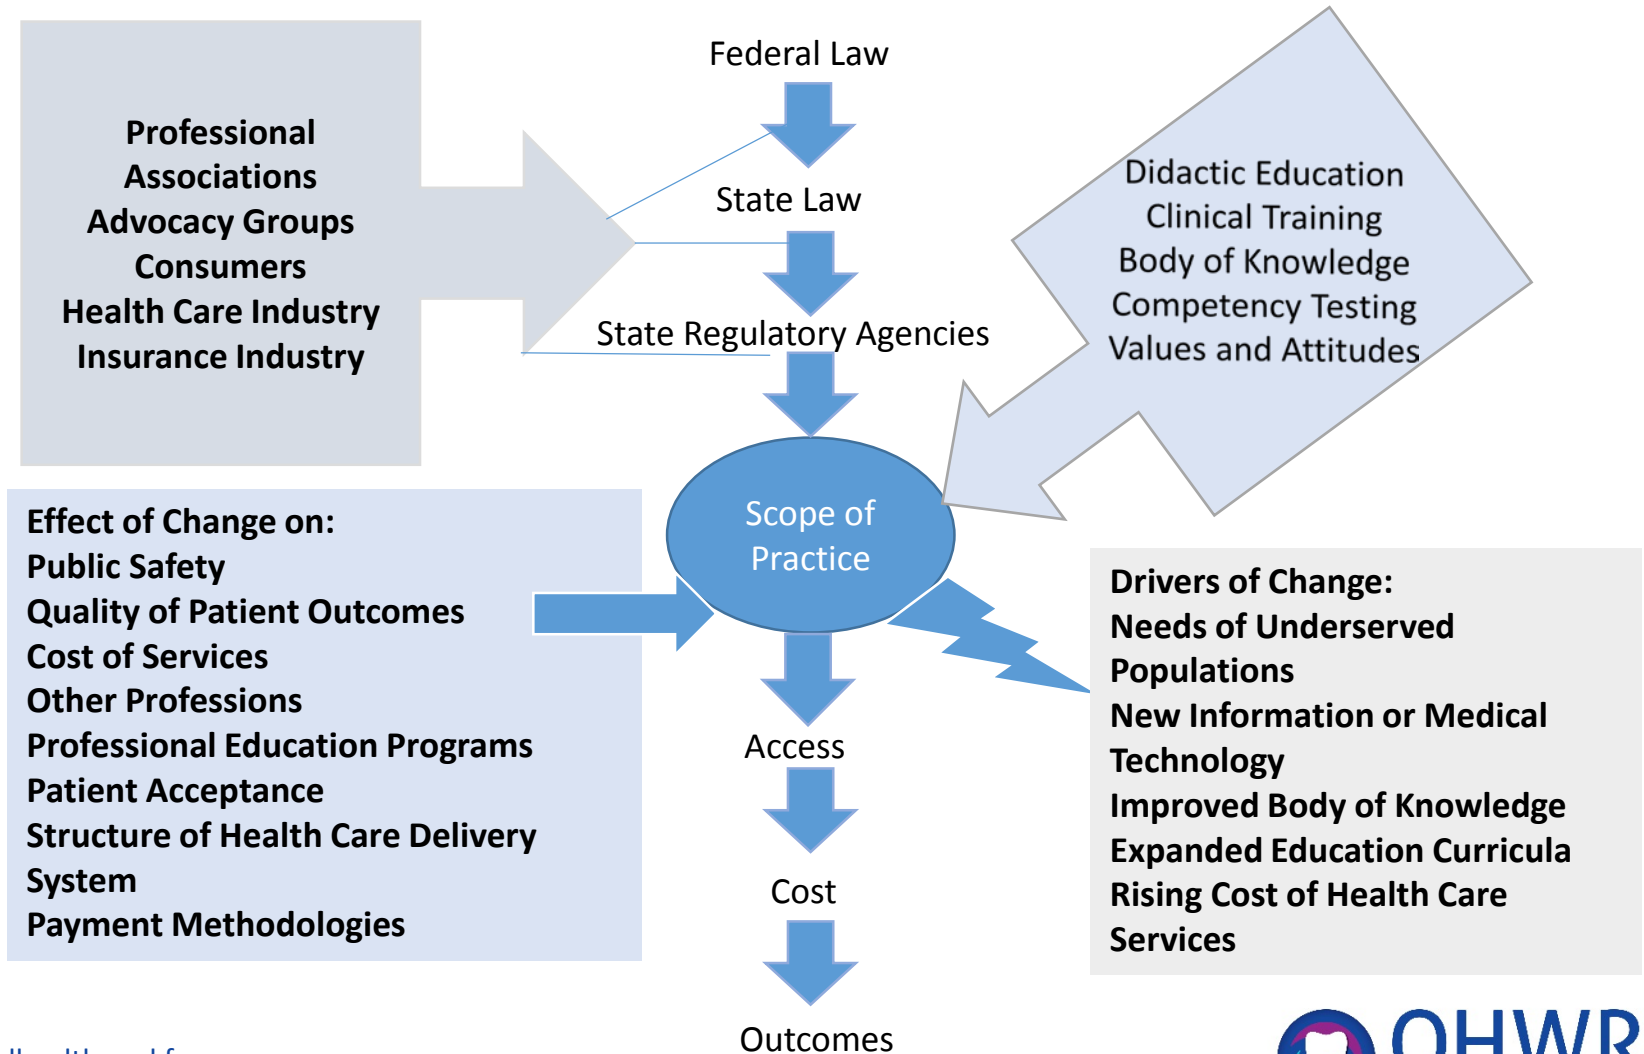 Federal Law
Professional
Associations
Advocacy Groups
Consumers
Health Care Industry
Insurance Industry
State Law
State Regulatory Agencies
Didactic Education
Clinical Training
Body of Knowledge
Competency Testing
Values and Attitudes
Scope of
Practice
Effect of Change on:
Public Safety
Quality of Patient Outcomes
Cost of Services
Other Professions
Professional Education Programs
Patient Acceptance
Structure of Health Care Delivery
System
Payment Methodologies
Drivers of Change:
Needs of Underserved
Populations
New Information or Medical
Technology
Improved Body of Knowledge
Expanded Education Curricula
Rising Cost of Health Care
Services
Access
Cost
Outcomes
OHWR